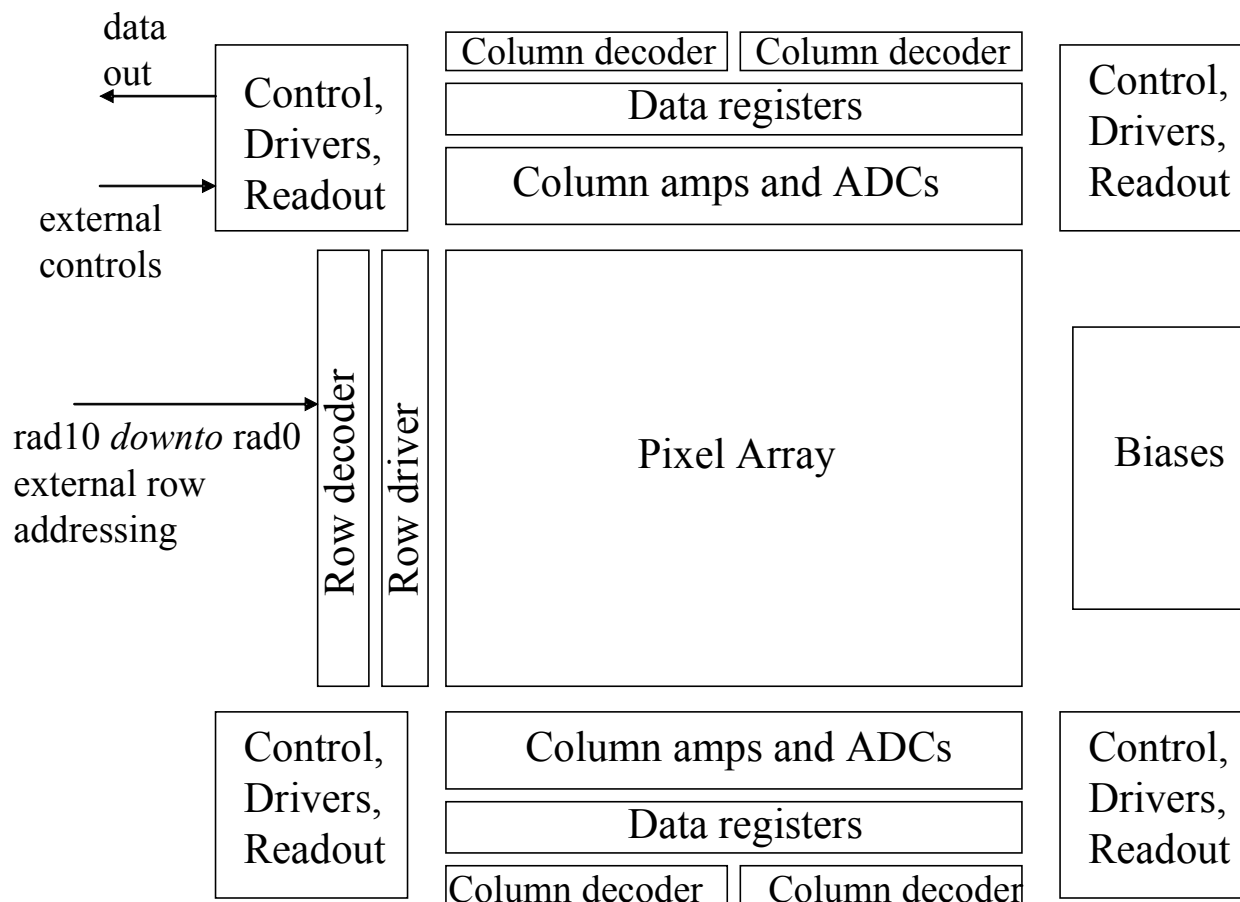 data
out
Control,
Drivers,
Readout
external
controls
Column decoder
Column decoder
Data registers
Column amps and ADCs
Control,
Drivers,
Readout
rad10 downto rad0
external row
addressing
Row decoder
Row driver
Pixel Array
Biases
Control,
Drivers,
Readout
Column amps and ADCs
Data registers
Column decoder
Column decoder
Control,
Drivers,
Readout